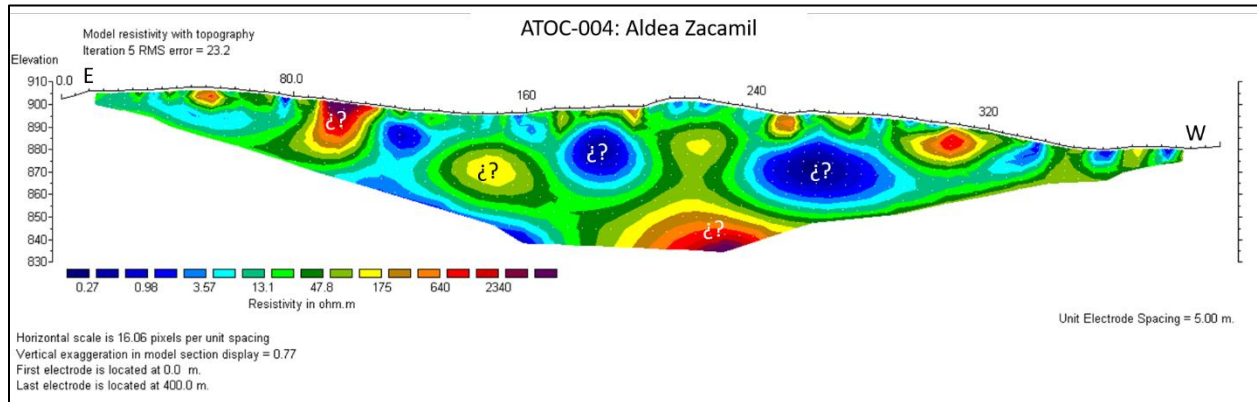 ATOC-004: Aldea Zacamil
Model resistivity with topography
Iteration 5 RMS error = 23.2
Elevation
E
W
0.0
80.0
160
240
320
910
900
890
880
870
860
850
840
830
¿?
¿?
¿?
¿?
¿?
0.27 0.98 3.57 13.1 47.8 175 640 2340
Resistivity in ohm.m
Unit Electrode Spacing = 5.00 m.
Horizontal scale is 16.06 pixels per unit spacing
Vertical exaggeration in model section display = 0.77
First electrode is located at 0.0 m.
Last electrode is located at 400.0 m.